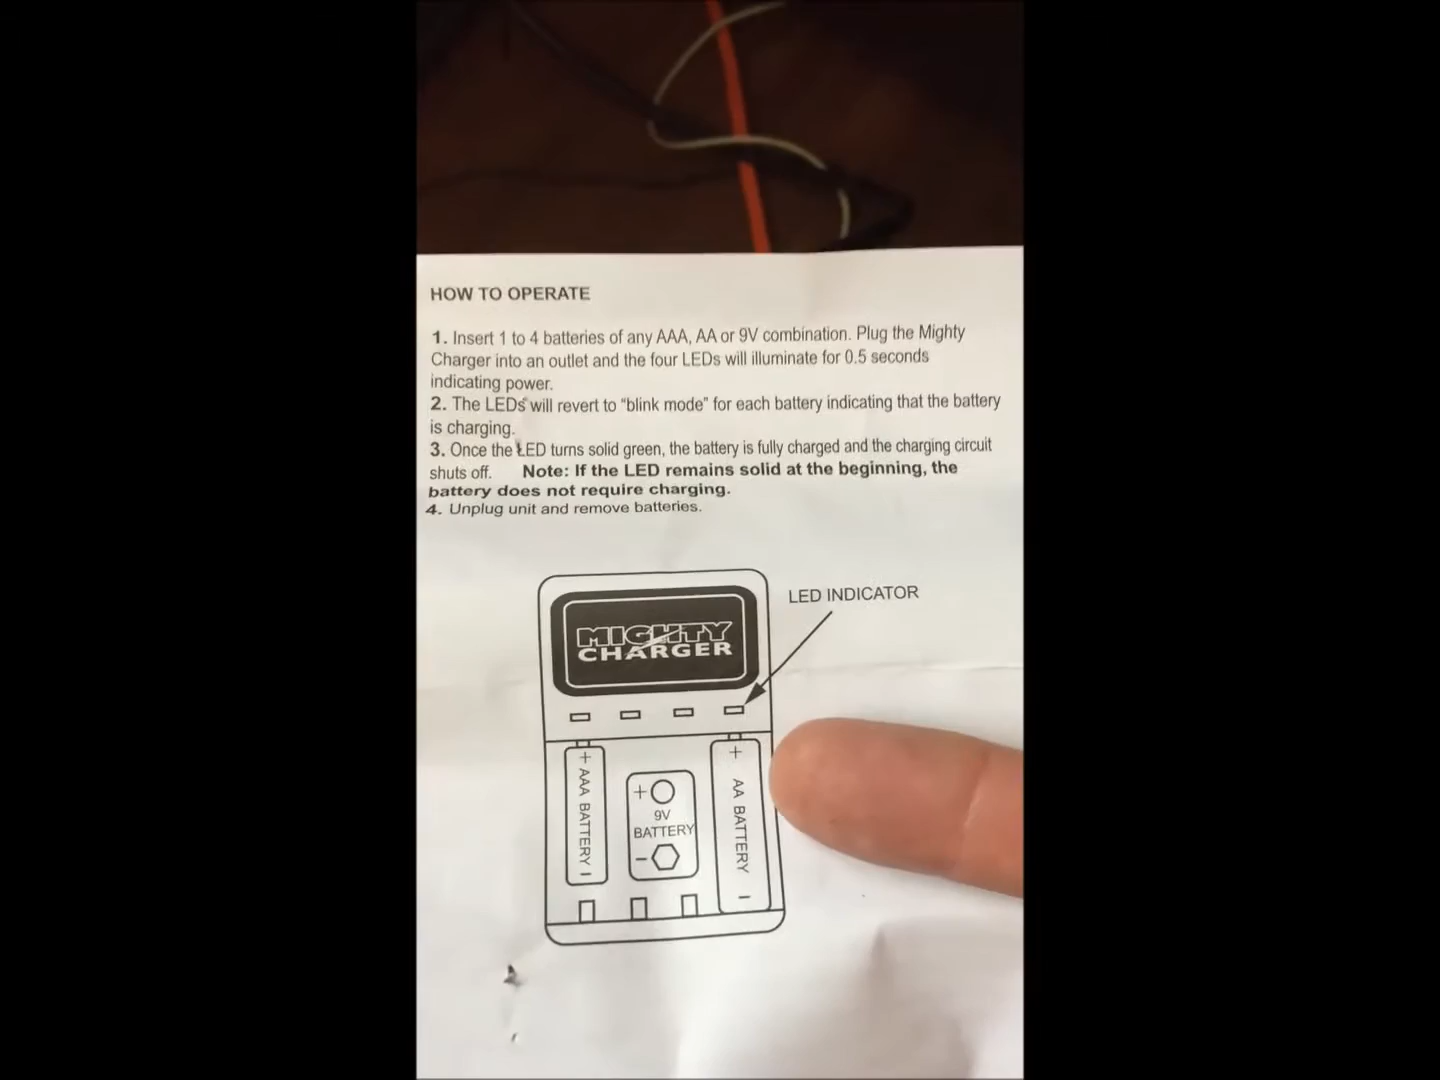 HOW TO OPERATE
1. Insert 1 to 4 batteries of any AAA, AA or 9V combination. Plug the Mighty
Charger into an outlet and the four LEDs will illuminate for 0.5 seconds
indicating power.
2. The LEDs will revert to “blink mode” for each battery indicating that the battery
is charging.
3. Once the LED turns solid green, the battery is fully charged and the charging circuit
shuts off. Note: If the LED remains solid at the beginning, the
battery does not require charging.
4. Unplug unit and remove batteries.
LED INDICATOR
MIGHTY
CHARGER
+ AAA BATTERY -
+
9V
BATTERY
-
+ AA BATTERY -